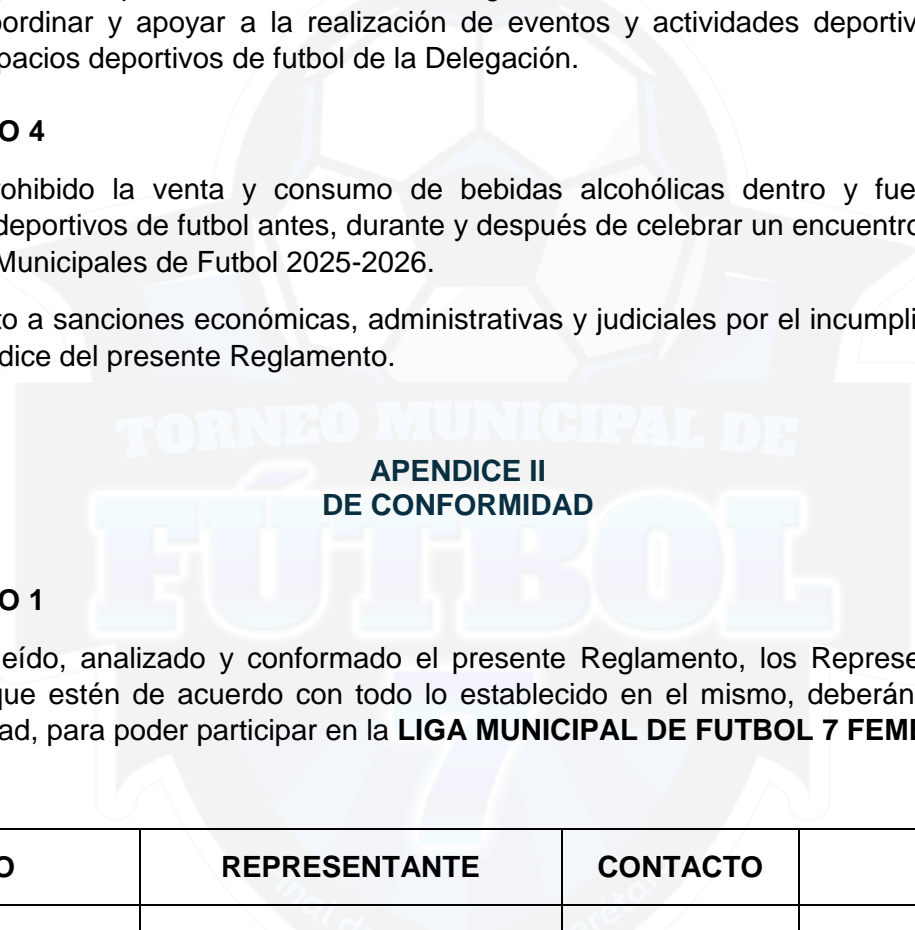 ordinar y apoyar a la realización de eventos y actividades deportiv
pacios deportivos de futbol de la Delegación.
O 4
rohibido la venta y consumo de bebidas alcohólicas dentro y fue
deportivos de futbol antes, durante y después de celebrar un encuentro
Municipales de Futbol 2025-2026.
to a sanciones económicas, administrativas y judiciales por el incumpli
dice del presente Reglamento.
TORNEO MUNICIPAL DE
FÚTBOL
7
APENDICE II
DE CONFORMIDAD
O 1
eído, analizado y conformado el presente Reglamento, los Represe
que estén de acuerdo con todo lo establecido en el mismo, deberán
ad, para poder participar en la LIGA MUNICIPAL DE FUTBOL 7 FEM
O REPRESENTANTE CONTACTO